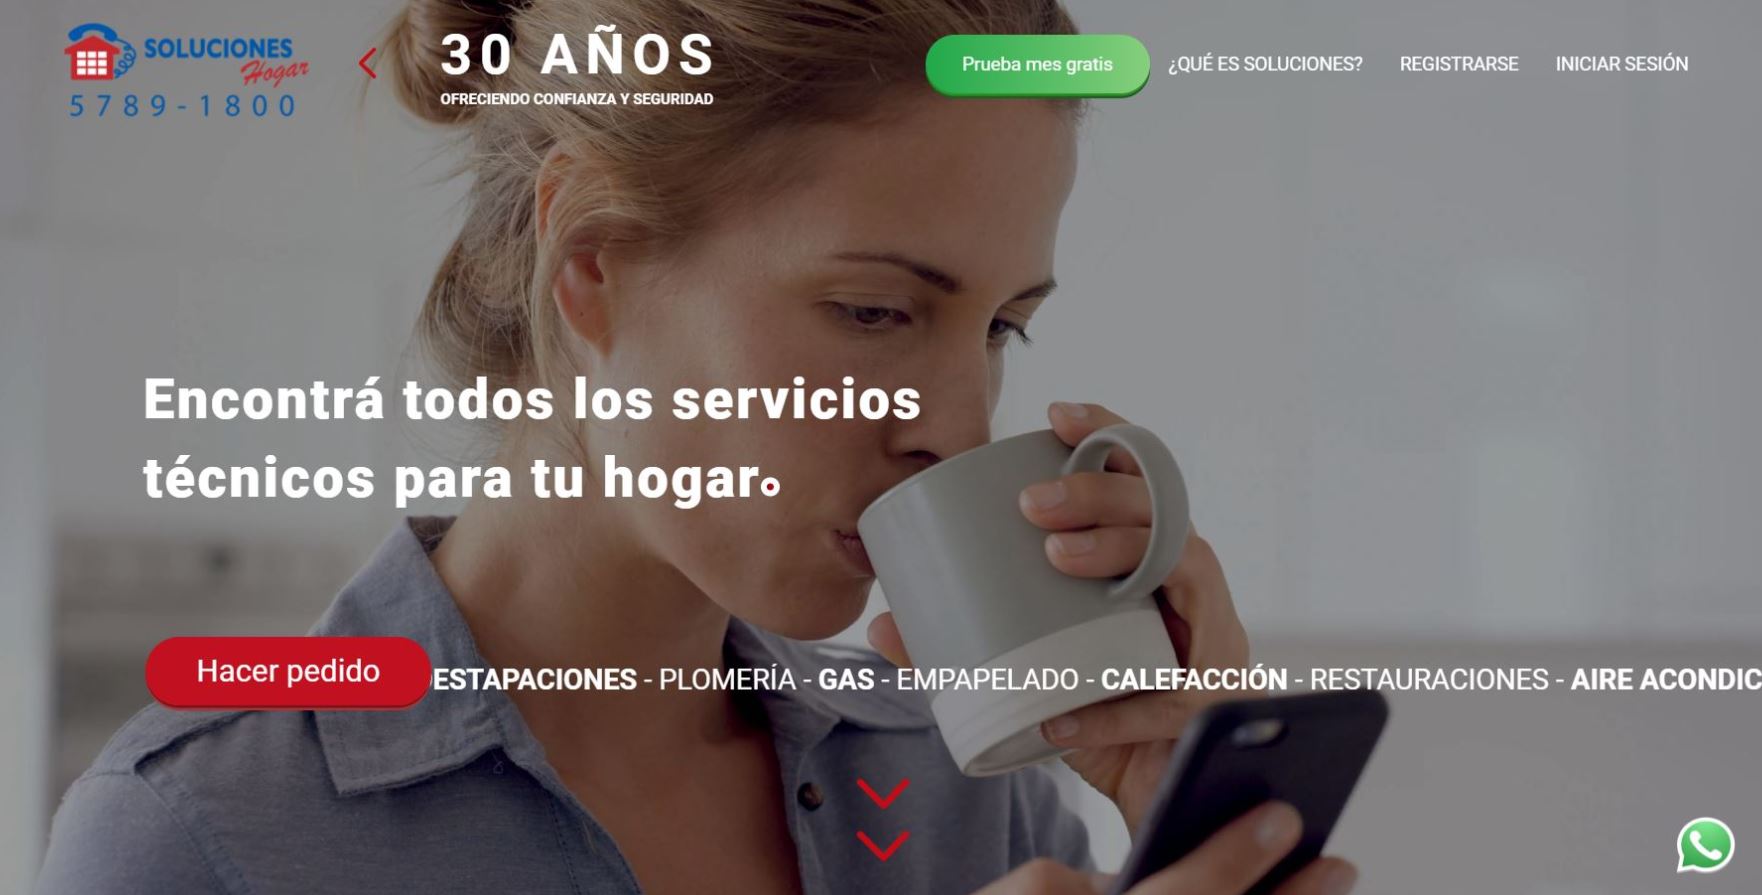 SOLUCIONES
Hogar
5789-1800
30 AÑOS
OFRECIENDO CONFIANZA Y SEGURIDAD
Prueba mes gratis
¿QUÉ ES SOLUCIONES?
REGISTRARSE
INICIAR SESIÓN
Encontrá todos los servicios
técnicos para tu hogar
Hacer pedido
ESTAPACIONES - PLOMERÍA - GAS - EMPAPELADO - CALEFACCIÓN - RESTAURACIONES - AIRE ACONDIC